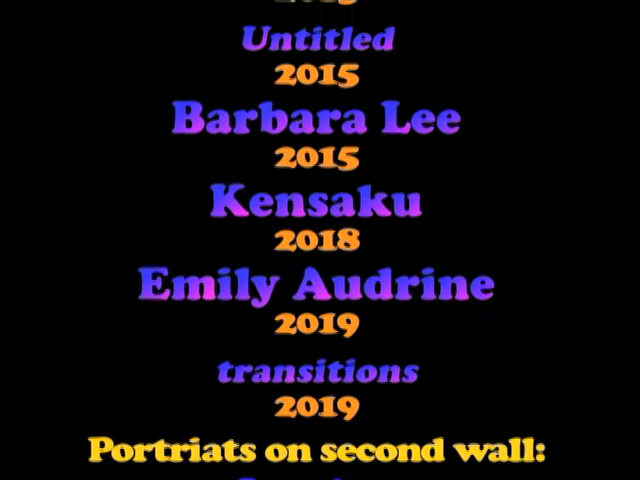 Untitled
2015
Barbara Lee
2015
Kensaku
2018
Emily Audrine
2019
transitions
2019
Portriats on second wall: